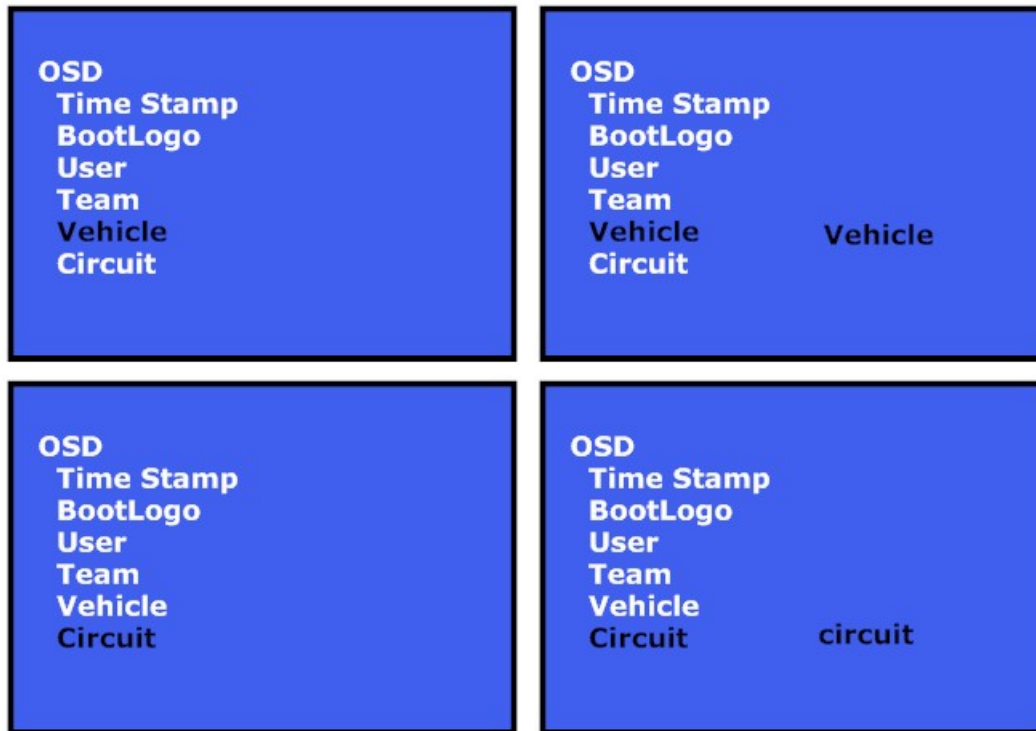 OSD
Time Stamp
BootLogo
User
Team
Vehicle
Circuit
OSD
Time Stamp
BootLogo
User
Team
Vehicle Vehicle
Circuit
OSD
Time Stamp
BootLogo
User
Team
Vehicle
Circuit
OSD
Time Stamp
BootLogo
User
Team
Vehicle
Circuit circuit